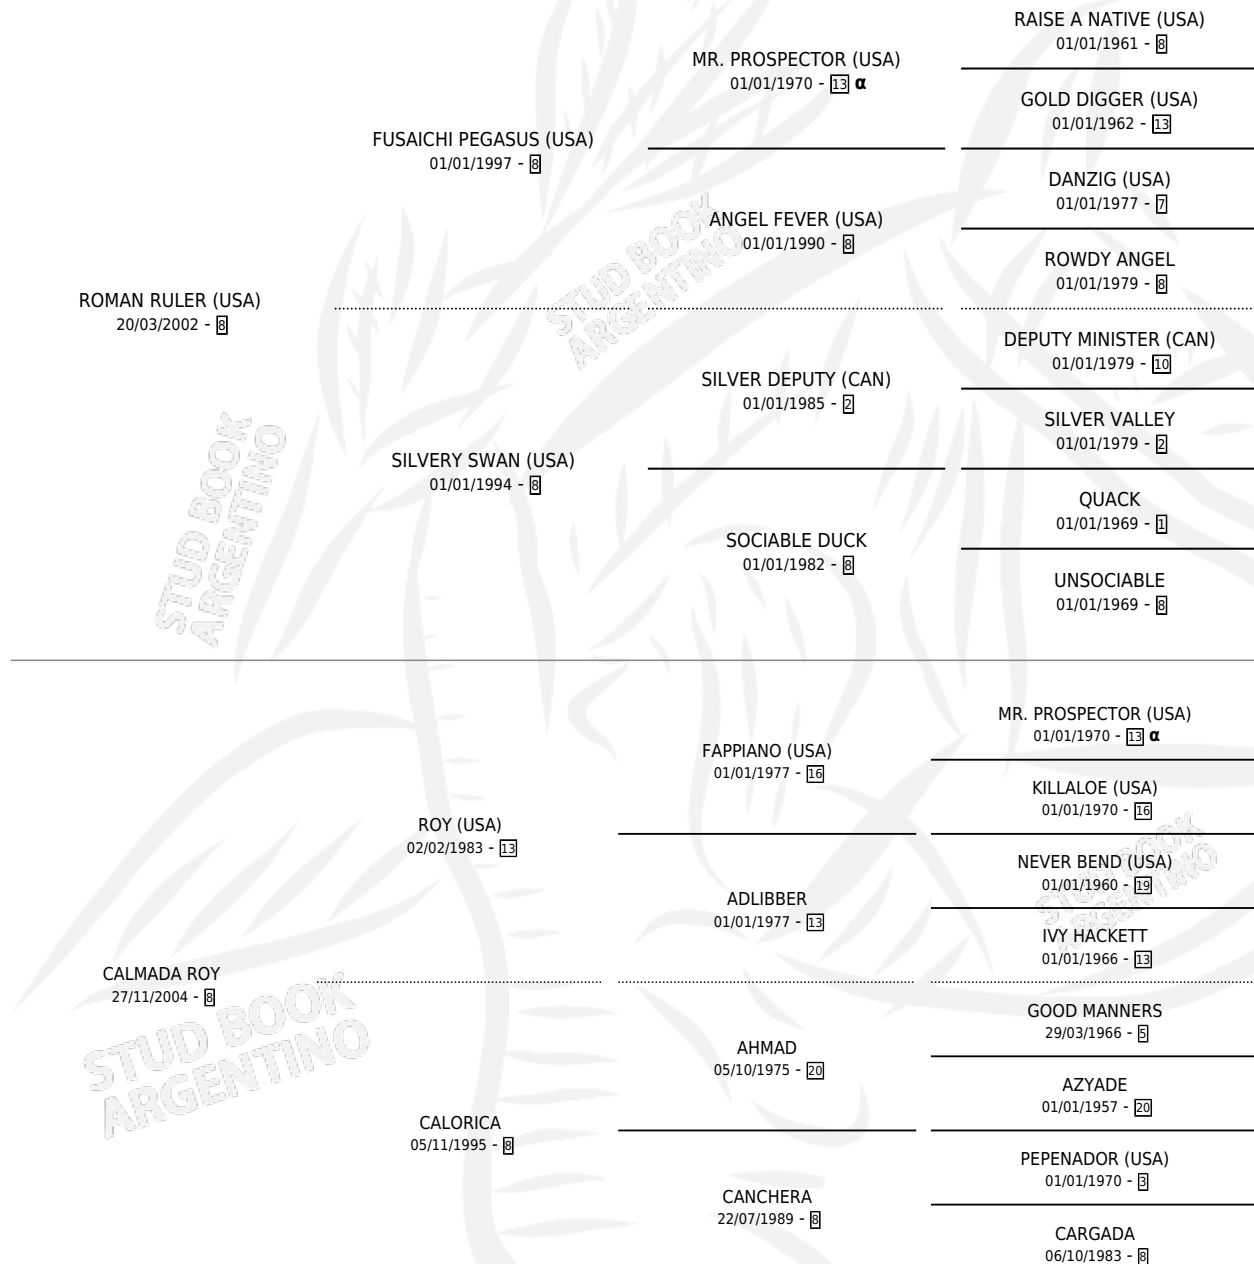 RAISE A NATIVE (USA)
01/01/1961 - 8
MR. PROSPECTOR (USA)
01/01/1970 - 13 α
GOLD DIGGER (USA)
01/01/1962 - 13
FUSAICHI PEGASUS (USA)
01/01/1997 - 8
DANZIG (USA)
01/01/1977 - 7
ANGEL FEVER (USA)
01/01/1990 - 8
ROWDY ANGEL
01/01/1979 - 8
ROMAN RULER (USA)
20/03/2002 - 8
DEPUTY MINISTER (CAN)
01/01/1979 - 10
SILVER DEPUTY (CAN)
01/01/1985 - 2
SILVER VALLEY
01/01/1979 - 2
SILVERY SWAN (USA)
01/01/1994 - 8
QUACK
01/01/1969 - 1
SOCIABLE DUCK
01/01/1982 - 8
UNSOCIABLE
01/01/1969 - 8
MR. PROSPECTOR (USA)
01/01/1970 - 13 α
FAPPIANO (USA)
01/01/1977 - 16
KILLALOE (USA)
01/01/1970 - 16
ROY (USA)
02/02/1983 - 13
NEVER BEND (USA)
01/01/1960 - 19
ADLIBBER
01/01/1977 - 13
IVY HACKETT
01/01/1966 - 13
CALMADA ROY
27/11/2004 - 8
GOOD MANNERS
29/03/1966 - 5
AHMAD
05/10/1975 - 20
AZYADE
01/01/1957 - 20
CALORICA
05/11/1995 - 8
PEPENADOR (USA)
01/01/1970 - 3
CANCHERA
22/07/1989 - 8
CARGADA
06/10/1983 - 8
STUD BOOK
ARGENTINO
STUD BOOK
ARGENTINO
STUD BOOK
ARGENTINO
STUD BOOK
ARGENTINO